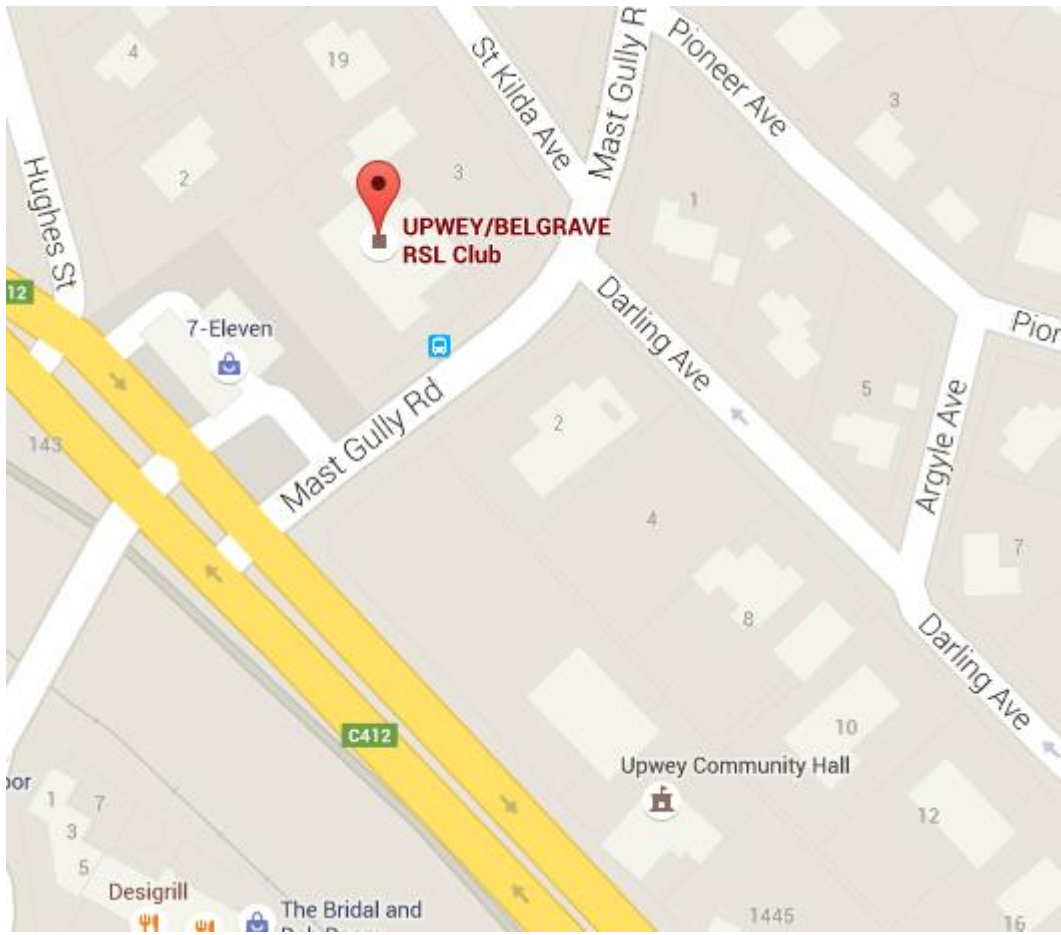 4
19
St Kilda Ave
Mast Gully R
Pioneer Ave
3
Hughes St
2
3
1
UPWEY/BELGRAVE
RSL Club
12
7-Eleven
Darling Ave
Pior
143
Mast Gully Rd
2
5
Argyle Ave
4
7
8
Darling Ave
C412
10
Upwey Community Hall
oor
1
7
3
5
12
Desigrill
The Bridal and
1445
16